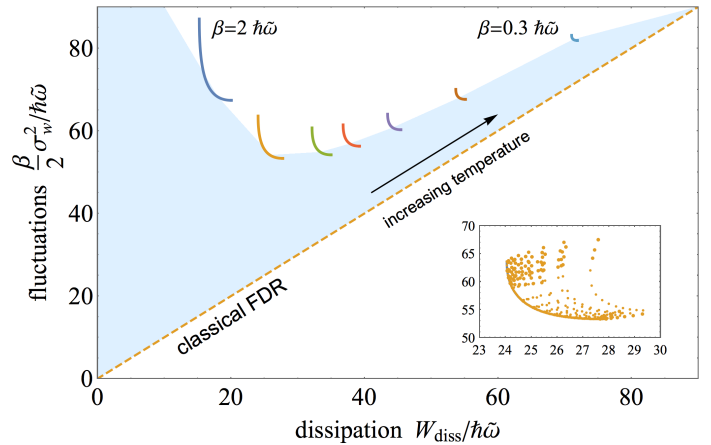 β=2 ħω̃
β=0.3 ħω̃
80
60
40
20
0
fluctuations β/2 σ_w^2/ħω̃
classical FDR
increasing temperature
70
65
60
55
50
23 24 25 26 27 28 29 30
0 20 40 60 80
dissipation W_diss/ħω̃